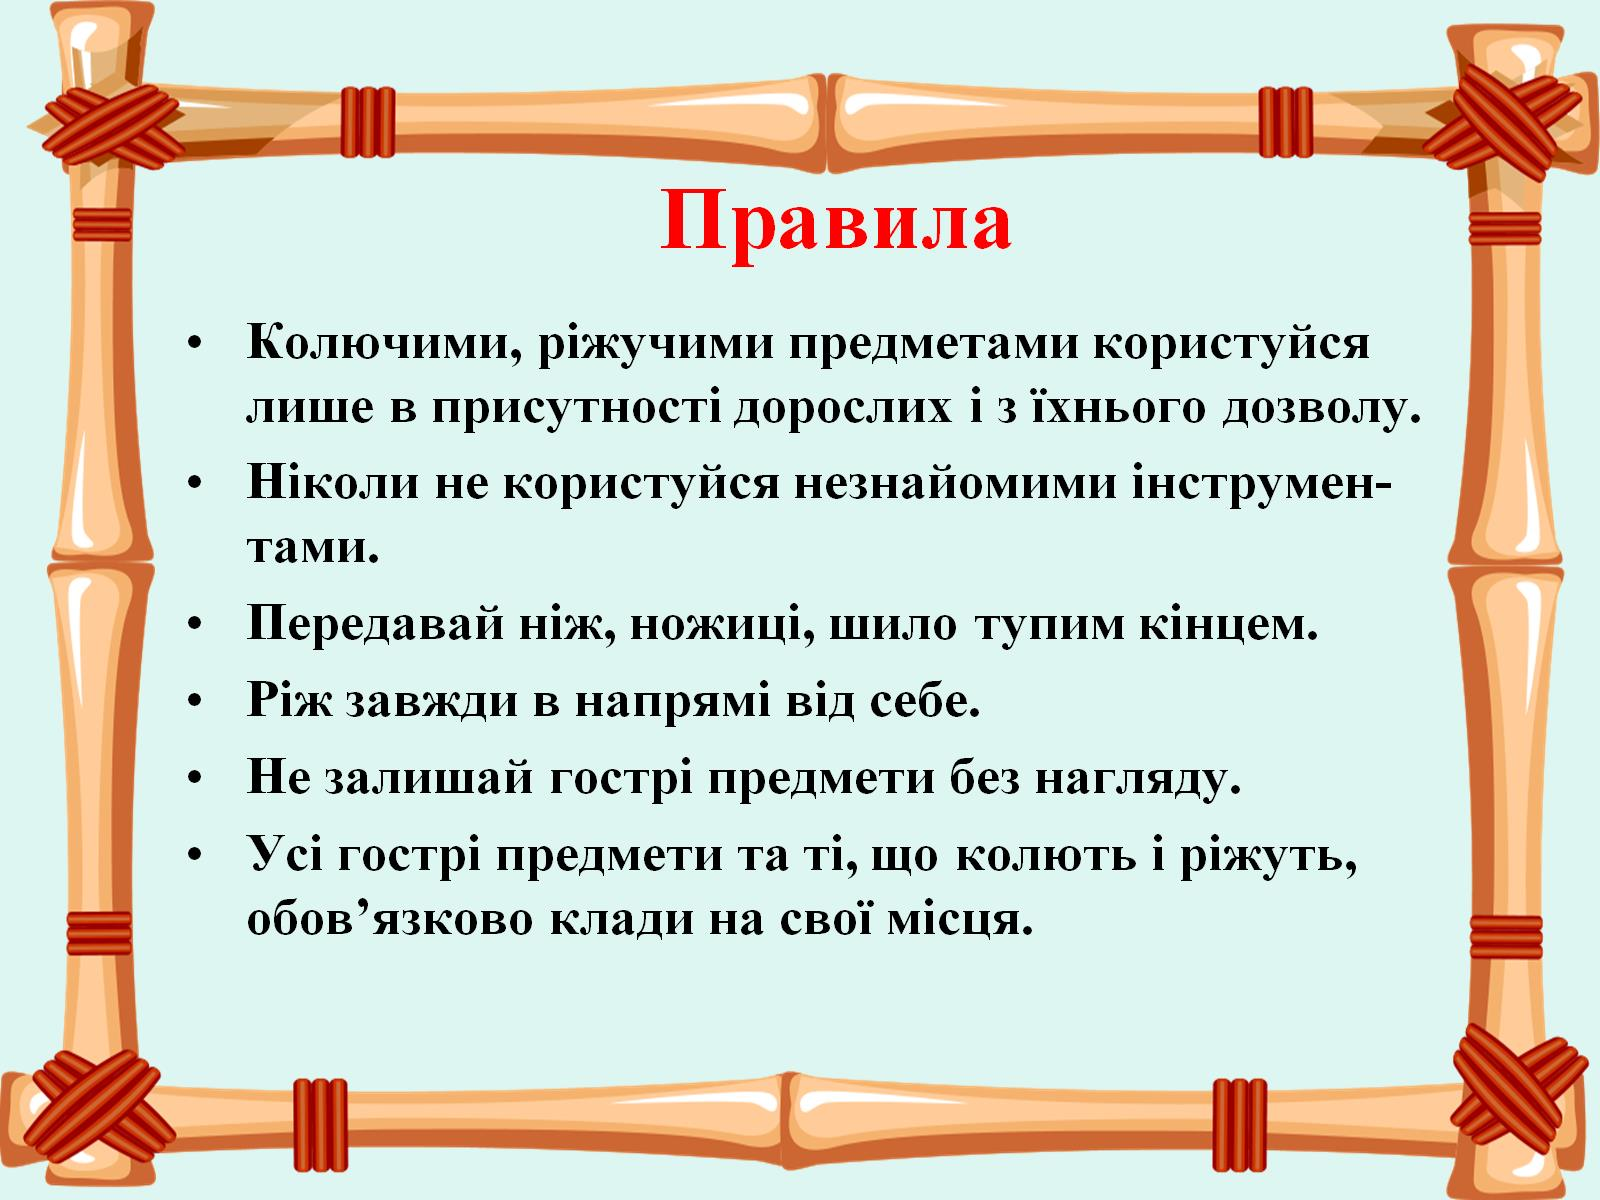 Правила
• Колючими, ріжучими предметами користуйся
лише в присутності дорослих і з їхнього дозволу.
• Ніколи не користуйся незнайомими інструмен-
тами.
• Передавай ніж, ножиці, шило тупим кінцем.
• Ріж завжди в напрямі від себе.
• Не залишай гострі предмети без нагляду.
• Усі гострі предмети та ті, що колють і ріжуть,
обов’язково клади на свої місця.